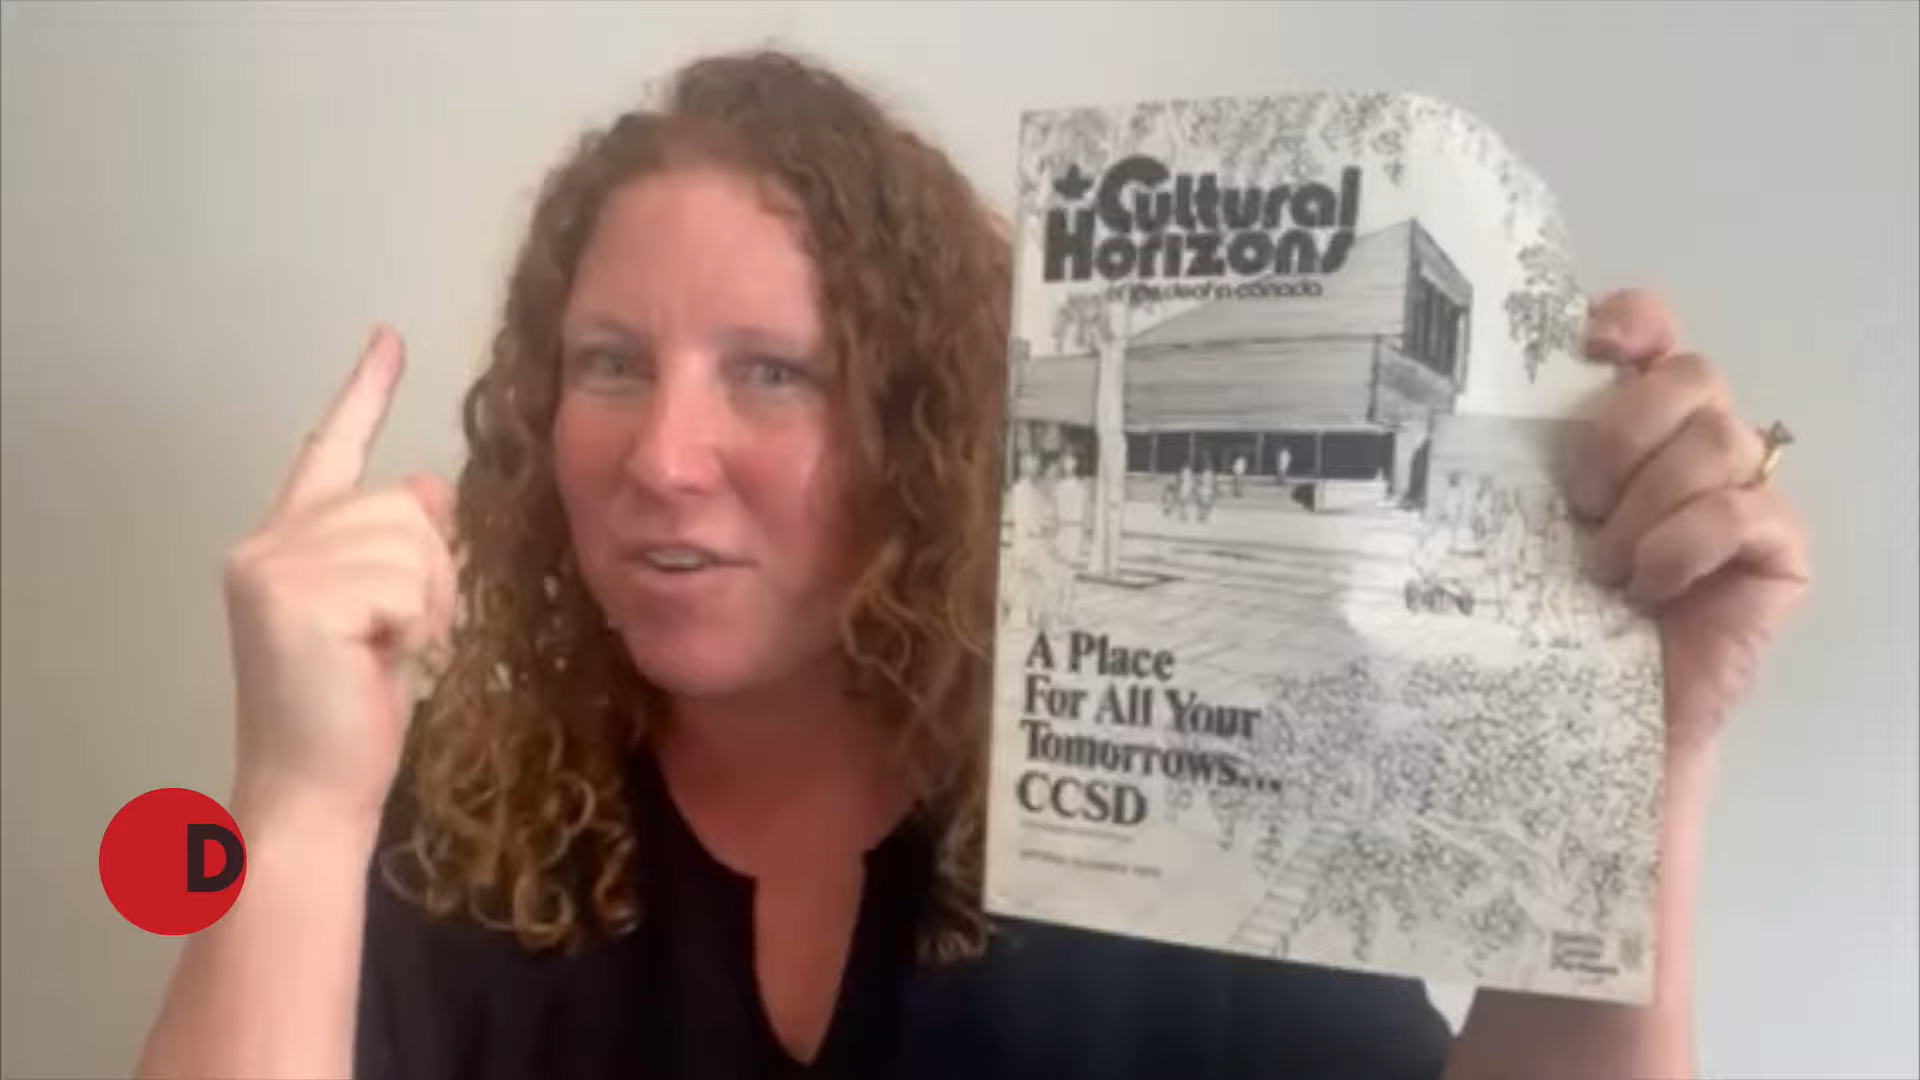 Cultural
Horizons
of the deaf in canada
A Place
For All Your
Tomorrows...
CCSD
D